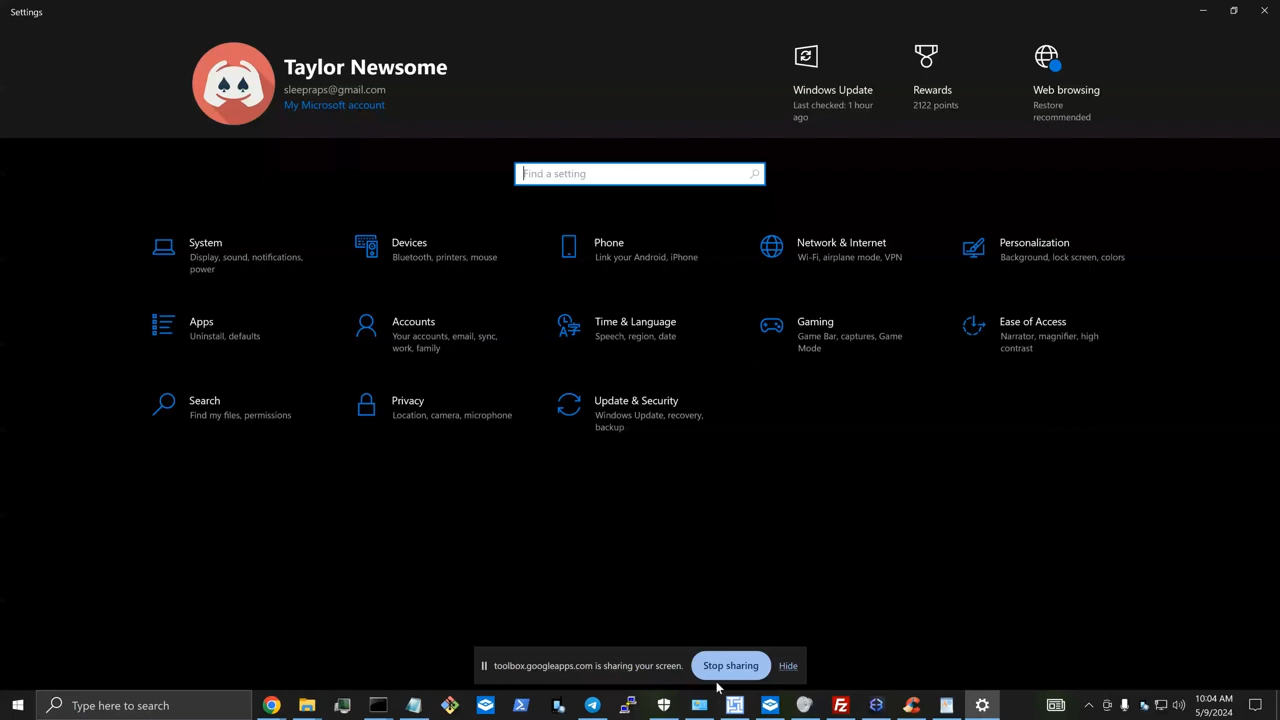 Settings
Taylor Newsome
sleepraps@gmail.com
My Microsoft account
Windows Update
Last checked: 1 hour
ago
Rewards
2122 points
Web browsing
Restore
recommended
Find a setting
System
Display, sound, notifications,
power
Devices
Bluetooth, printers, mouse
Phone
Link your Android, iPhone
Network & Internet
Wi-Fi, airplane mode, VPN
Personalization
Background, lock screen, colors
Apps
Uninstall, defaults
Accounts
Your accounts, email, sync,
work, family
Time & Language
Speech, region, date
Gaming
Game Bar, captures, Game
Mode
Ease of Access
Narrator, magnifier, high
contrast
Search
Find my files, permissions
Privacy
Location, camera, microphone
Update & Security
Windows Update, recovery,
backup
toolbox.googleapps.com is sharing your screen.
Stop sharing
Hide
Type here to search
10:04 AM
5/9/2024